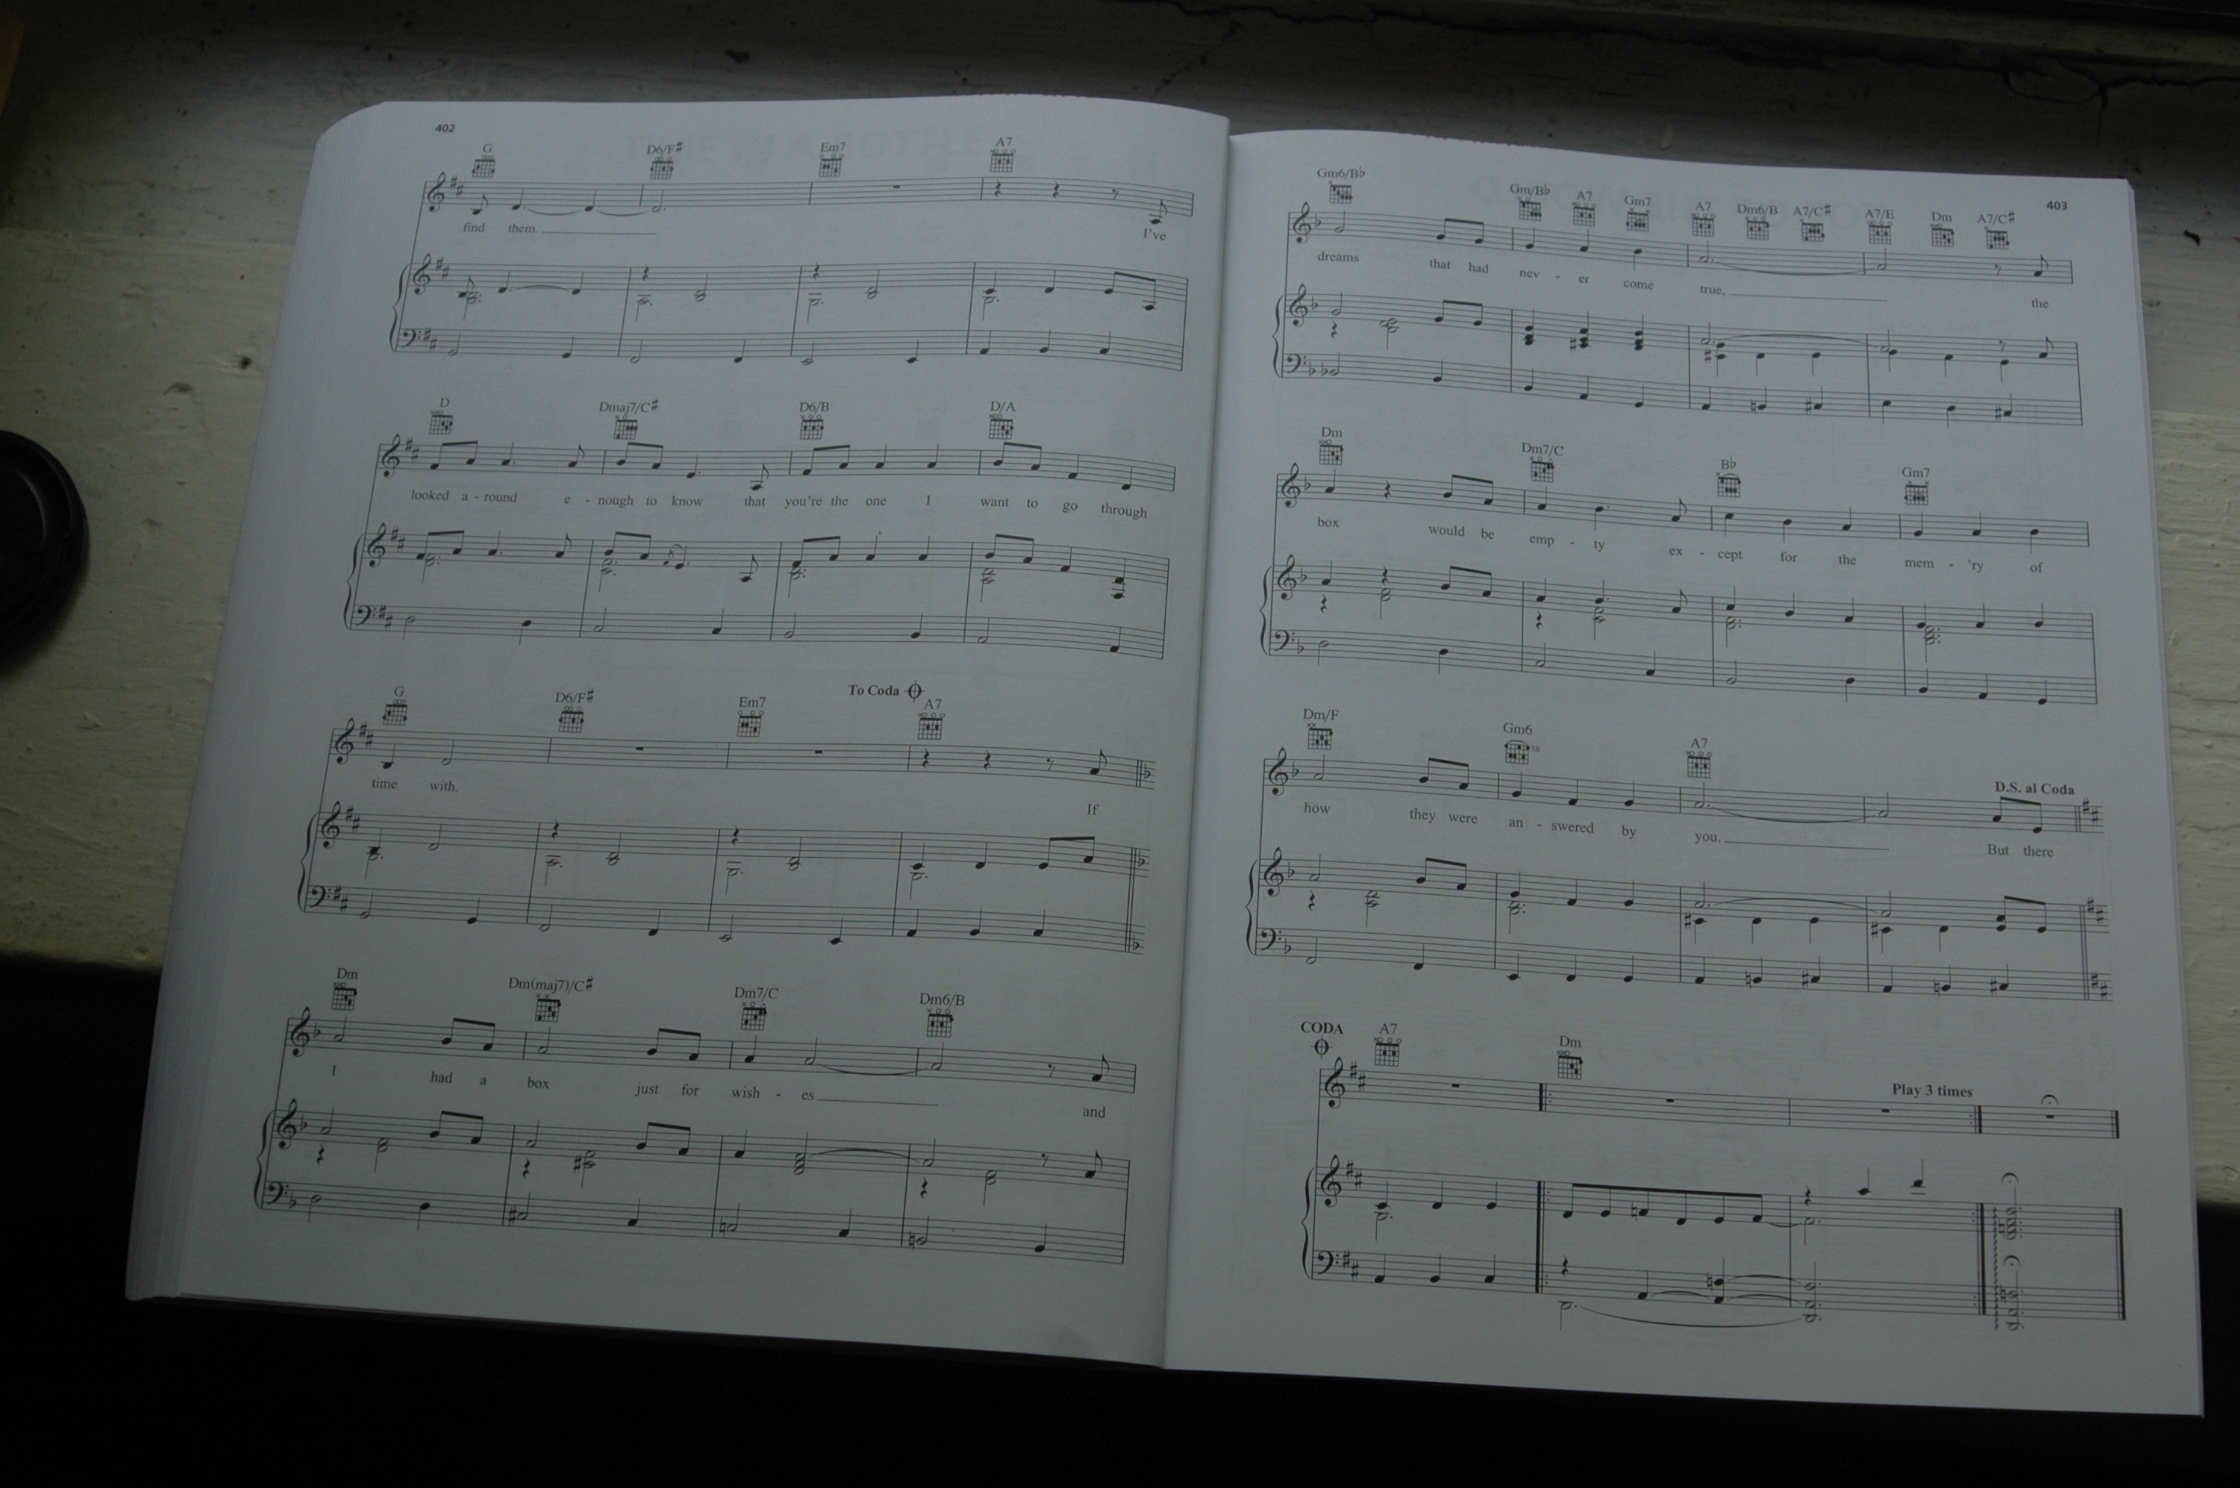 402
G D6/F♯ Em7 A7
find them. I've
D Dmaj7/C♯ D6/B D/A
looked a - round e - nough to know that you're the one I want to go through
To Coda
G D6/F♯ Em7 A7
time with. If
Dm Dm(maj7)/C♯ Dm7/C Dm6/B
I had a box just for wish - es and
403
Gm6/B♭ Gm/B♭ A7 Gm7 A7 Dm6/B A7/C♯ A7/E Dm A7/C♯
dreams that had nev - er come true, the
Dm Dm7/C B♭ Gm7
box would be emp - ty ex - cept for the mem - 'ry of
Dm/F Gm6 A7
D.S. al Coda
how they were an - swered by you. But there
CODA A7 Dm
Play 3 times